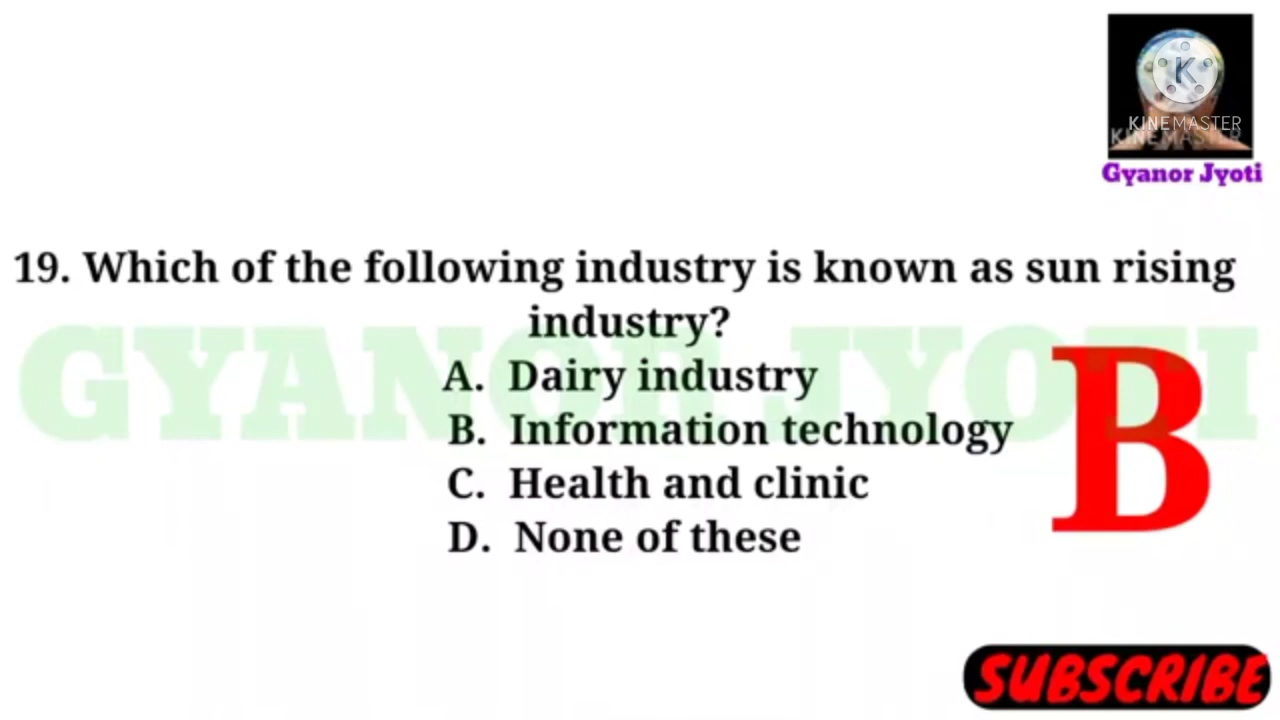 K
KINEMASTER
KINEMASTER
Gyanor Jyoti
19. Which of the following industry is known as sun rising
industry?
GYANOR JYOTI
A. Dairy industry
B. Information technology
C. Health and clinic
D. None of these
B
SUBSCRIBE